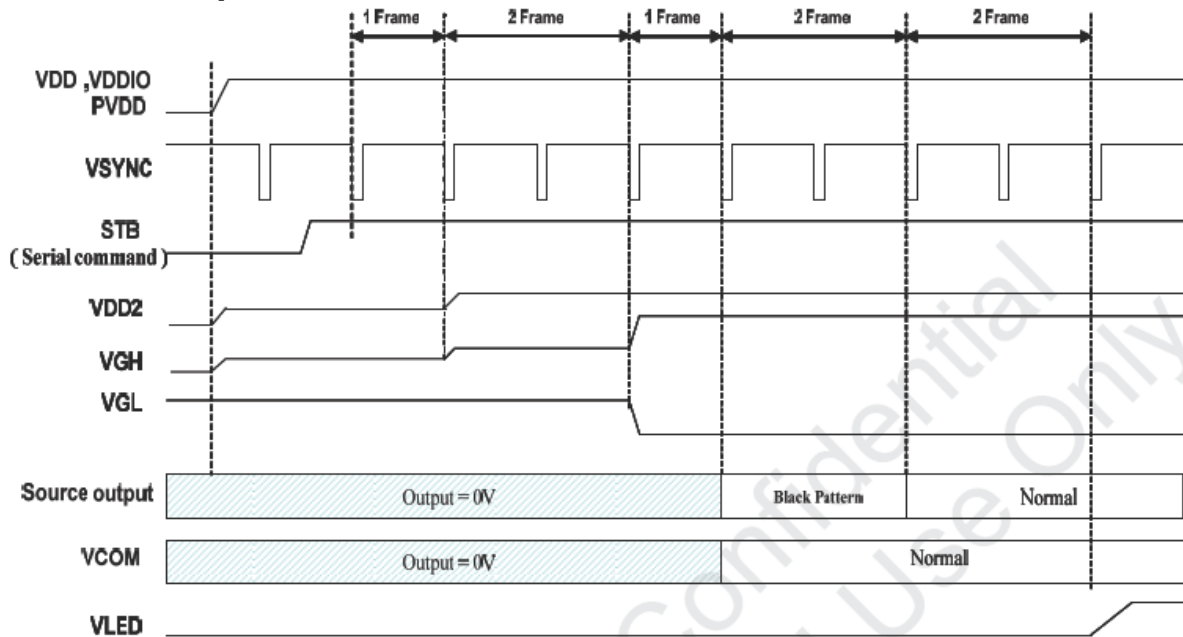 1 Frame 2 Frame 1 Frame 2 Frame 2 Frame
VDD ,VDDIO
PVDD
VSYNC
STB
( Serial command )
VDD2
VGH
VGL
Source output Output = 0V Black Pattern Normal
VCOM Output = 0V Normal
VLED
Confidential
Use Only